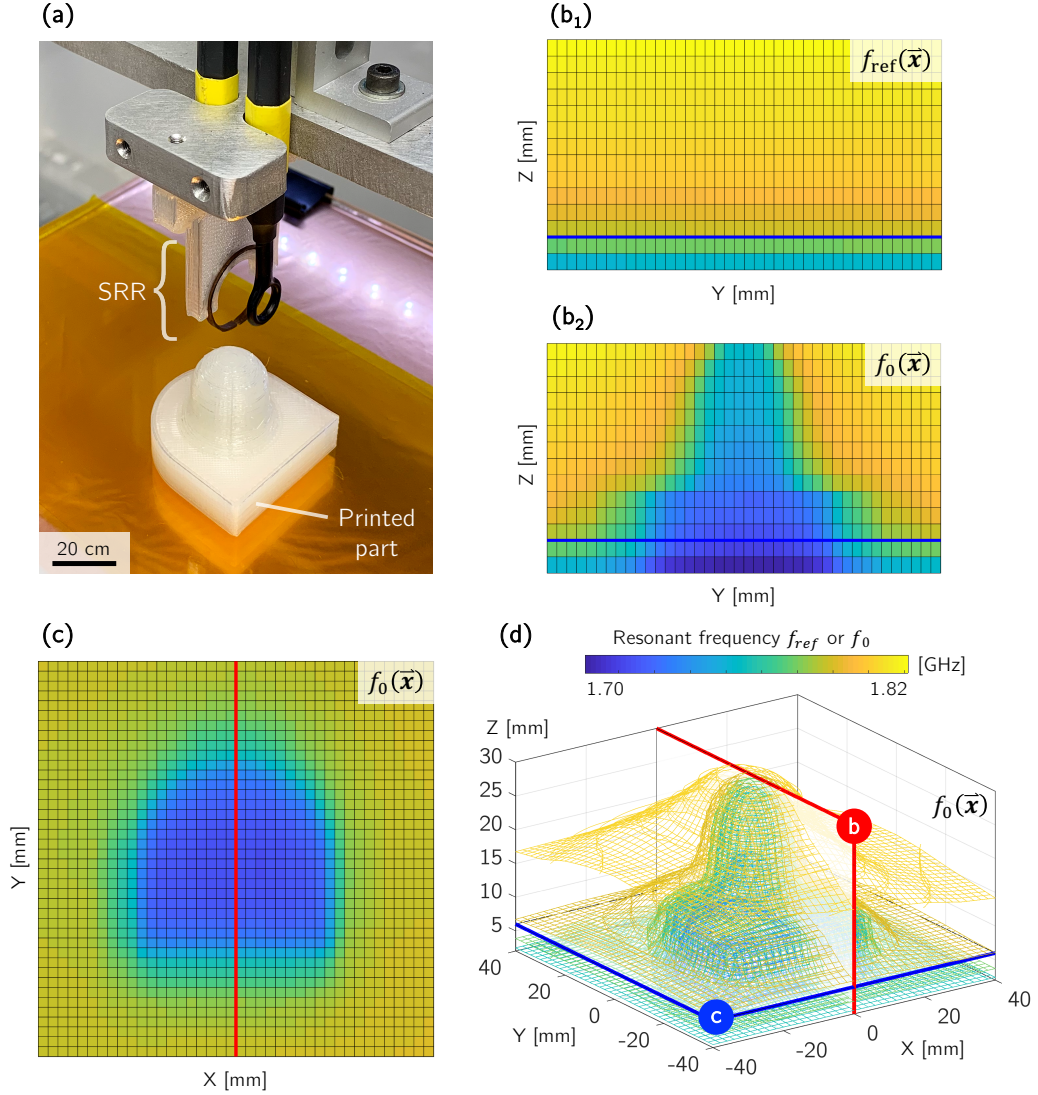 (a)
SRR
Printed
part
20 cm
(b₁)
f_ref(x⃗)
Z [mm]
Y [mm]
(b₂)
f₀(x⃗)
Z [mm]
Y [mm]
(c)
f₀(x⃗)
Y [mm]
X [mm]
(d)
Resonant frequency f_ref or f₀
[GHz]
1.70
1.82
Z [mm]
30
25
20
15
10
5
f₀(x⃗)
b
c
40
20
0
-20
-40
Y [mm]
-40
-20
0
20
40
X [mm]